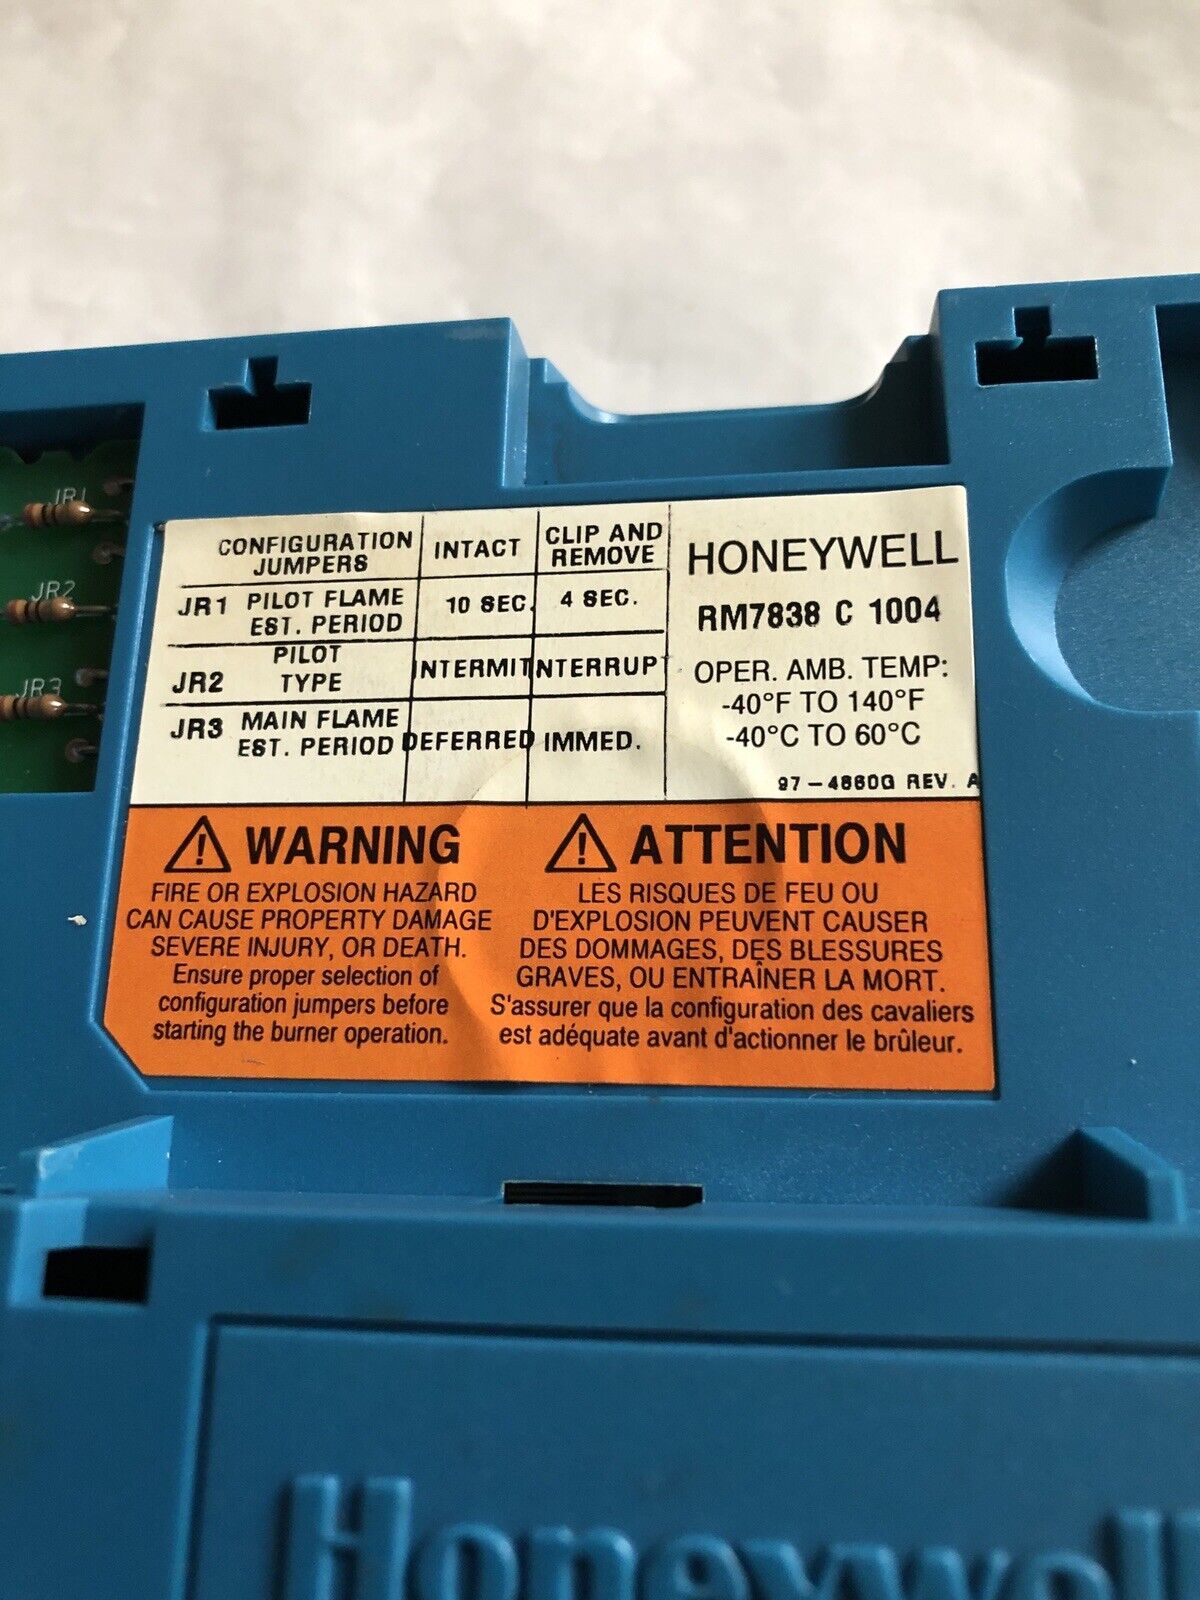 JR1
JR2
JR3
CONFIGURATION JUMPERS INTACT CLIP AND REMOVE
JR1 PILOT FLAME EST. PERIOD 10 SEC. 4 SEC.
JR2 PILOT TYPE INTERMIT INTERRUPT
JR3 MAIN FLAME EST. PERIOD DEFERRED IMMED.
HONEYWELL
RM7838 C 1004
OPER. AMB. TEMP:
-40°F TO 140°F
-40°C TO 60°C
97-4660G REV. A
WARNING
FIRE OR EXPLOSION HAZARD
CAN CAUSE PROPERTY DAMAGE
SEVERE INJURY, OR DEATH.
Ensure proper selection of
configuration jumpers before
starting the burner operation.
ATTENTION
LES RISQUES DE FEU OU
D'EXPLOSION PEUVENT CAUSER
DES DOMMAGES, DES BLESSURES
GRAVES, OU ENTRAÎNER LA MORT.
S'assurer que la configuration des cavaliers
est adéquate avant d'actionner le brûleur.
Honeywell